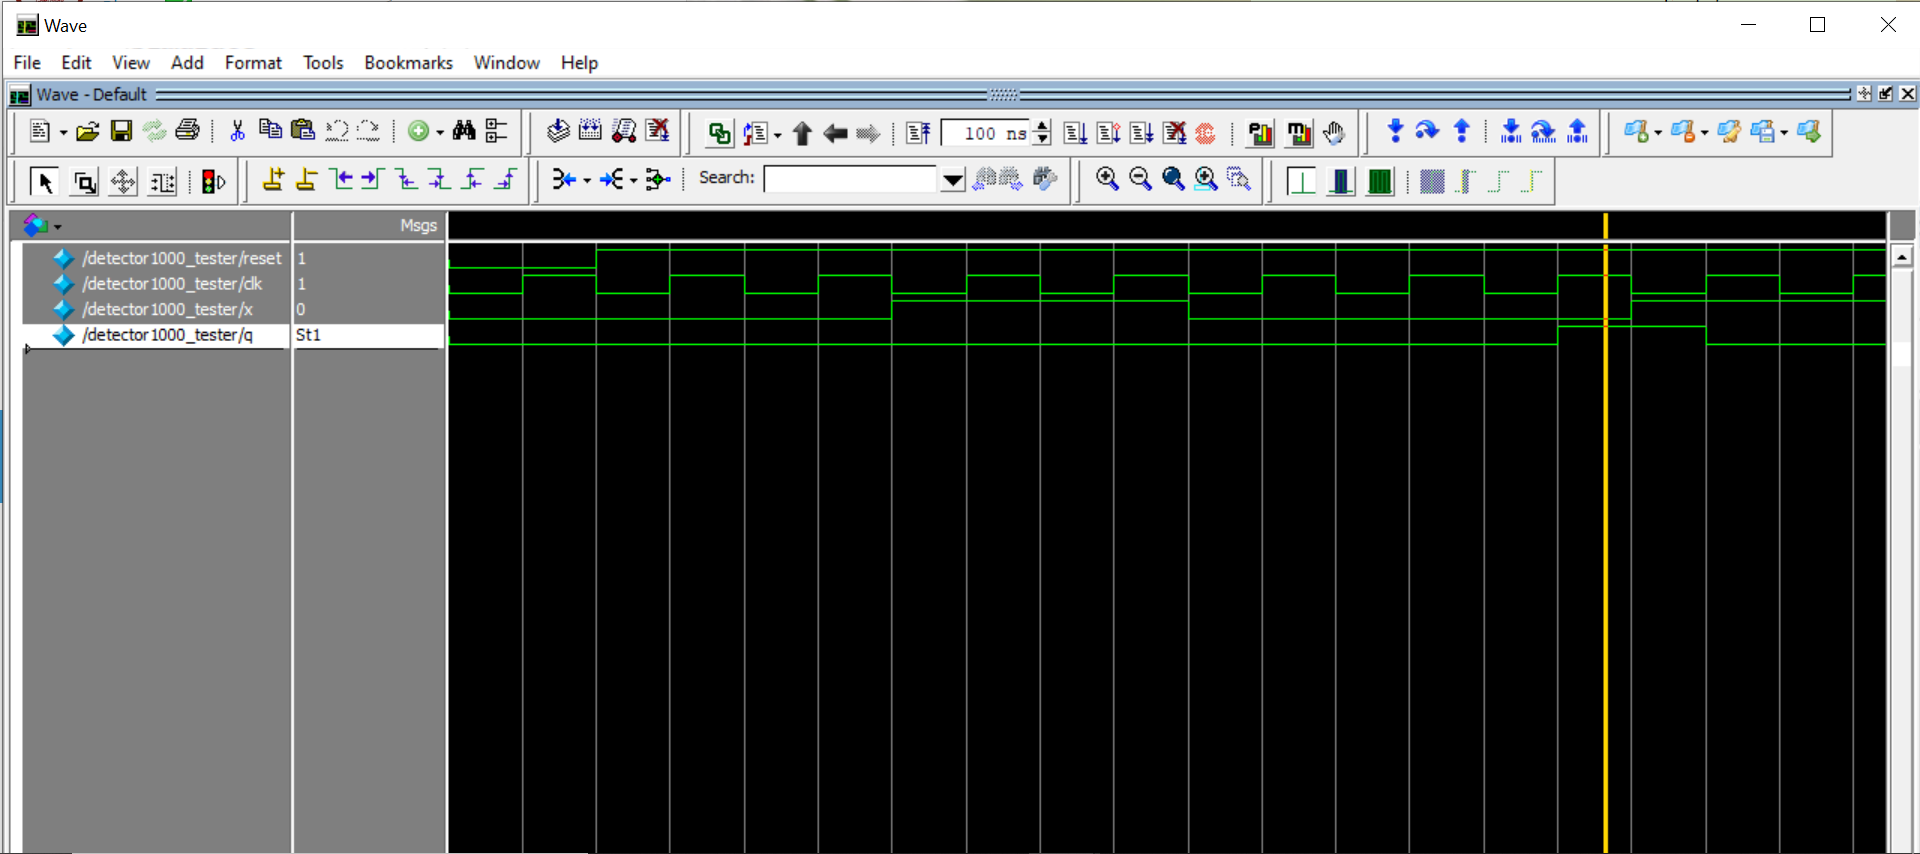 Wave
File Edit View Add Format Tools Bookmarks Window Help
Wave - Default
100 ns
Search:
Msgs
/detector1000_tester/reset 1
/detector1000_tester/clk 1
/detector1000_tester/x 0
/detector1000_tester/q St1